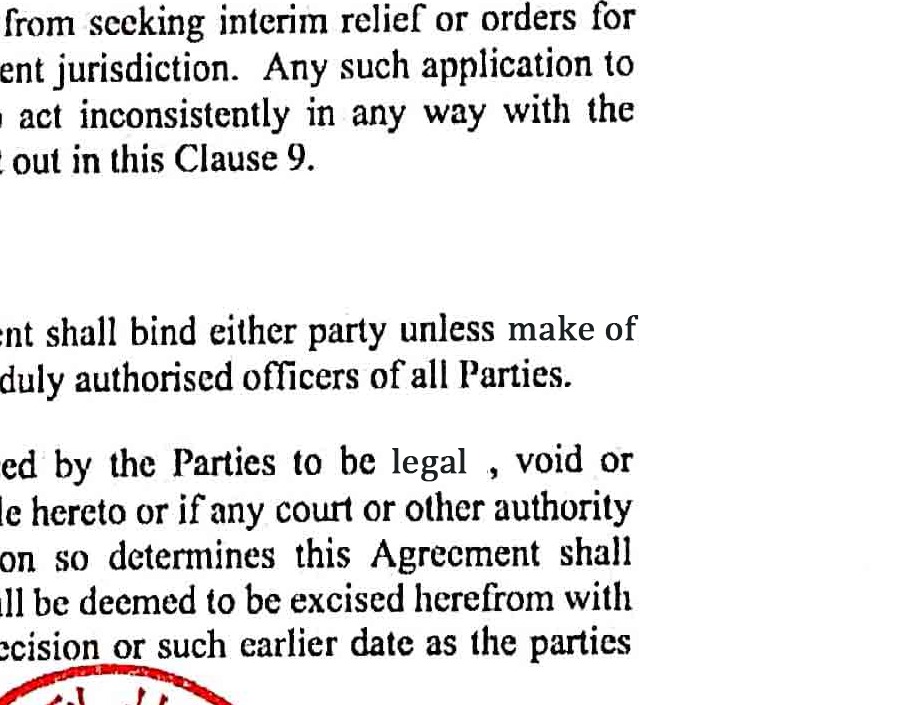 from seeking interim relief or orders for
ent jurisdiction. Any such application to
act inconsistently in any way with the
out in this Clause 9.
ent shall bind either party unless make of
duly authorised officers of all Parties.
ed by the Parties to be legal , void or
le hereto or if any court or other authority
on so determines this Agreement shall
ll be deemed to be excised herefrom with
ecision or such earlier date as the parties